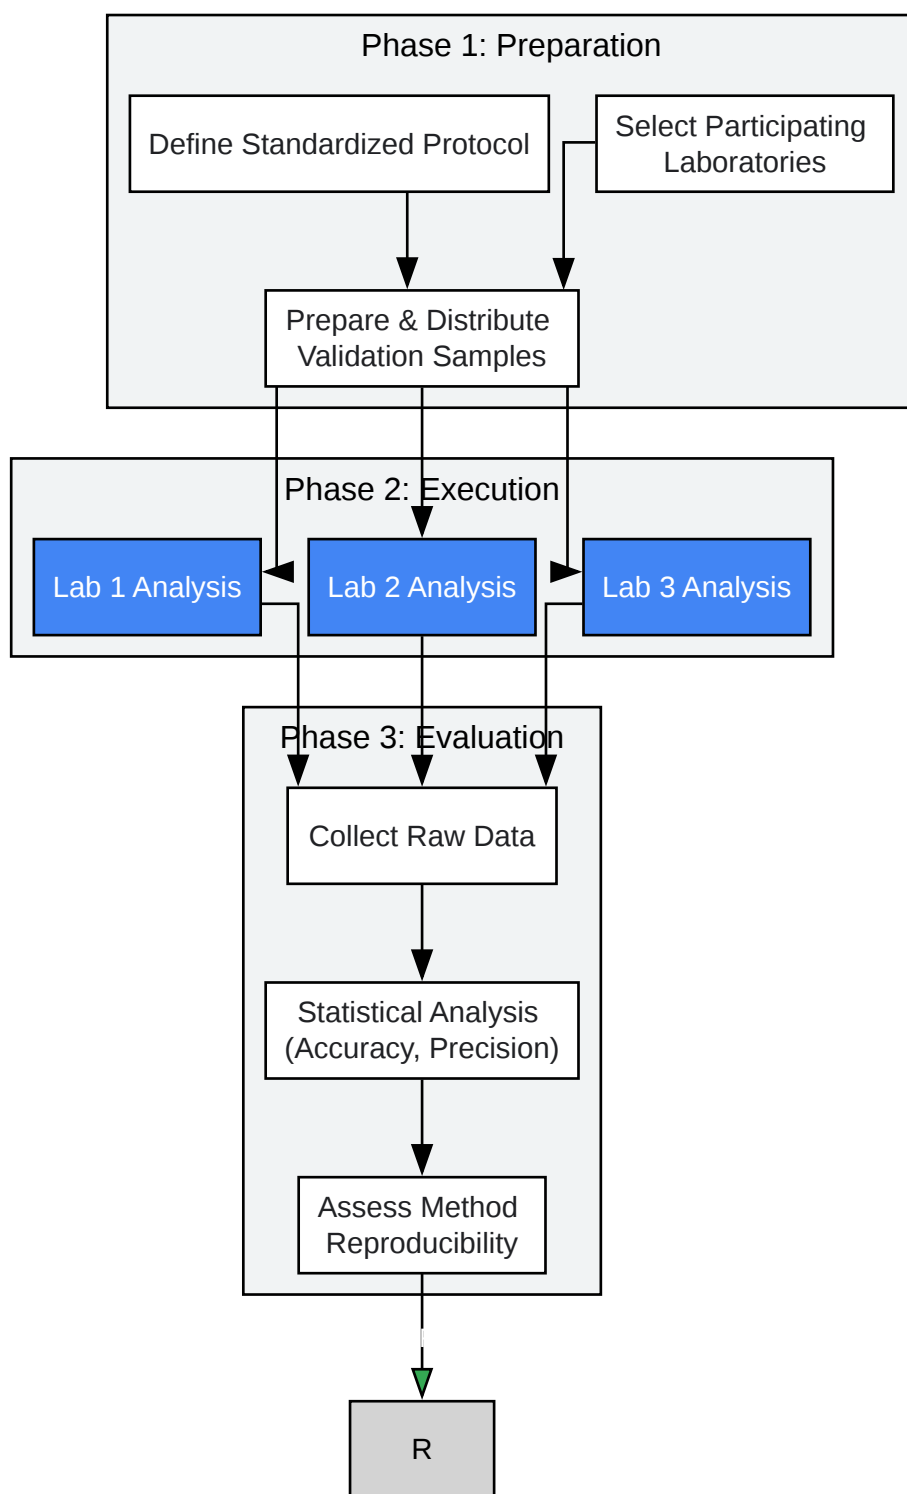 Phase 1: Preparation
Define Standardized Protocol
Select Participating
Laboratories
Prepare & Distribute
Validation Samples
Phase 2: Execution
Lab 1 Analysis
Lab 2 Analysis
Lab 3 Analysis
Phase 3: Evaluation
Collect Raw Data
Statistical Analysis
(Accuracy, Precision)
Assess Method
Reproducibility
R